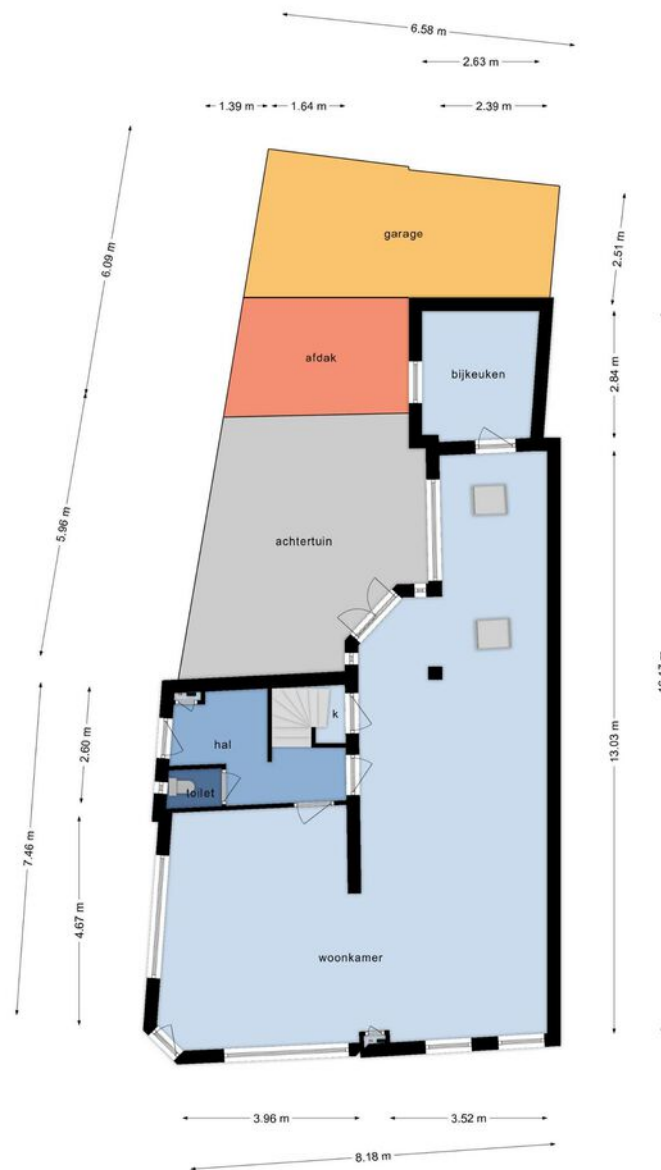 6.58 m
2.63 m
1.39 m
1.64 m
2.39 m
6.09 m
garage
2.51 m
afdak
bijkeuken
2.84 m
5.96 m
achtertuin
k
hal
toilet
2.60 m
13.03 m
7.46 m
4.67 m
woonkamer
3.96 m
3.52 m
8.18 m